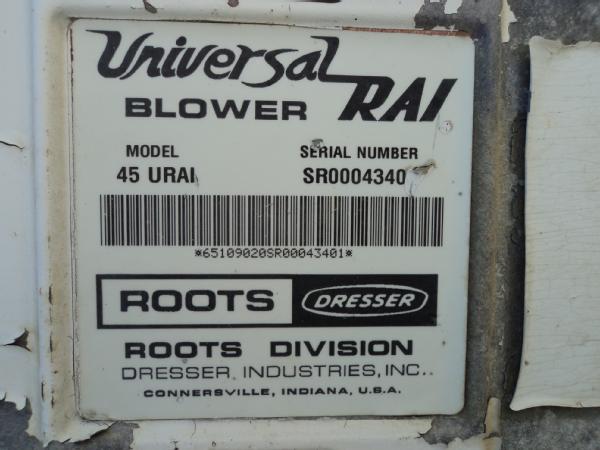 Universal RAI
BLOWER
MODEL SERIAL NUMBER
45 URAI SR0004340
*65109020SR00043401*
ROOTS DRESSER
ROOTS DIVISION
DRESSER INDUSTRIES, INC.
CONNERSVILLE, INDIANA, U.S.A.